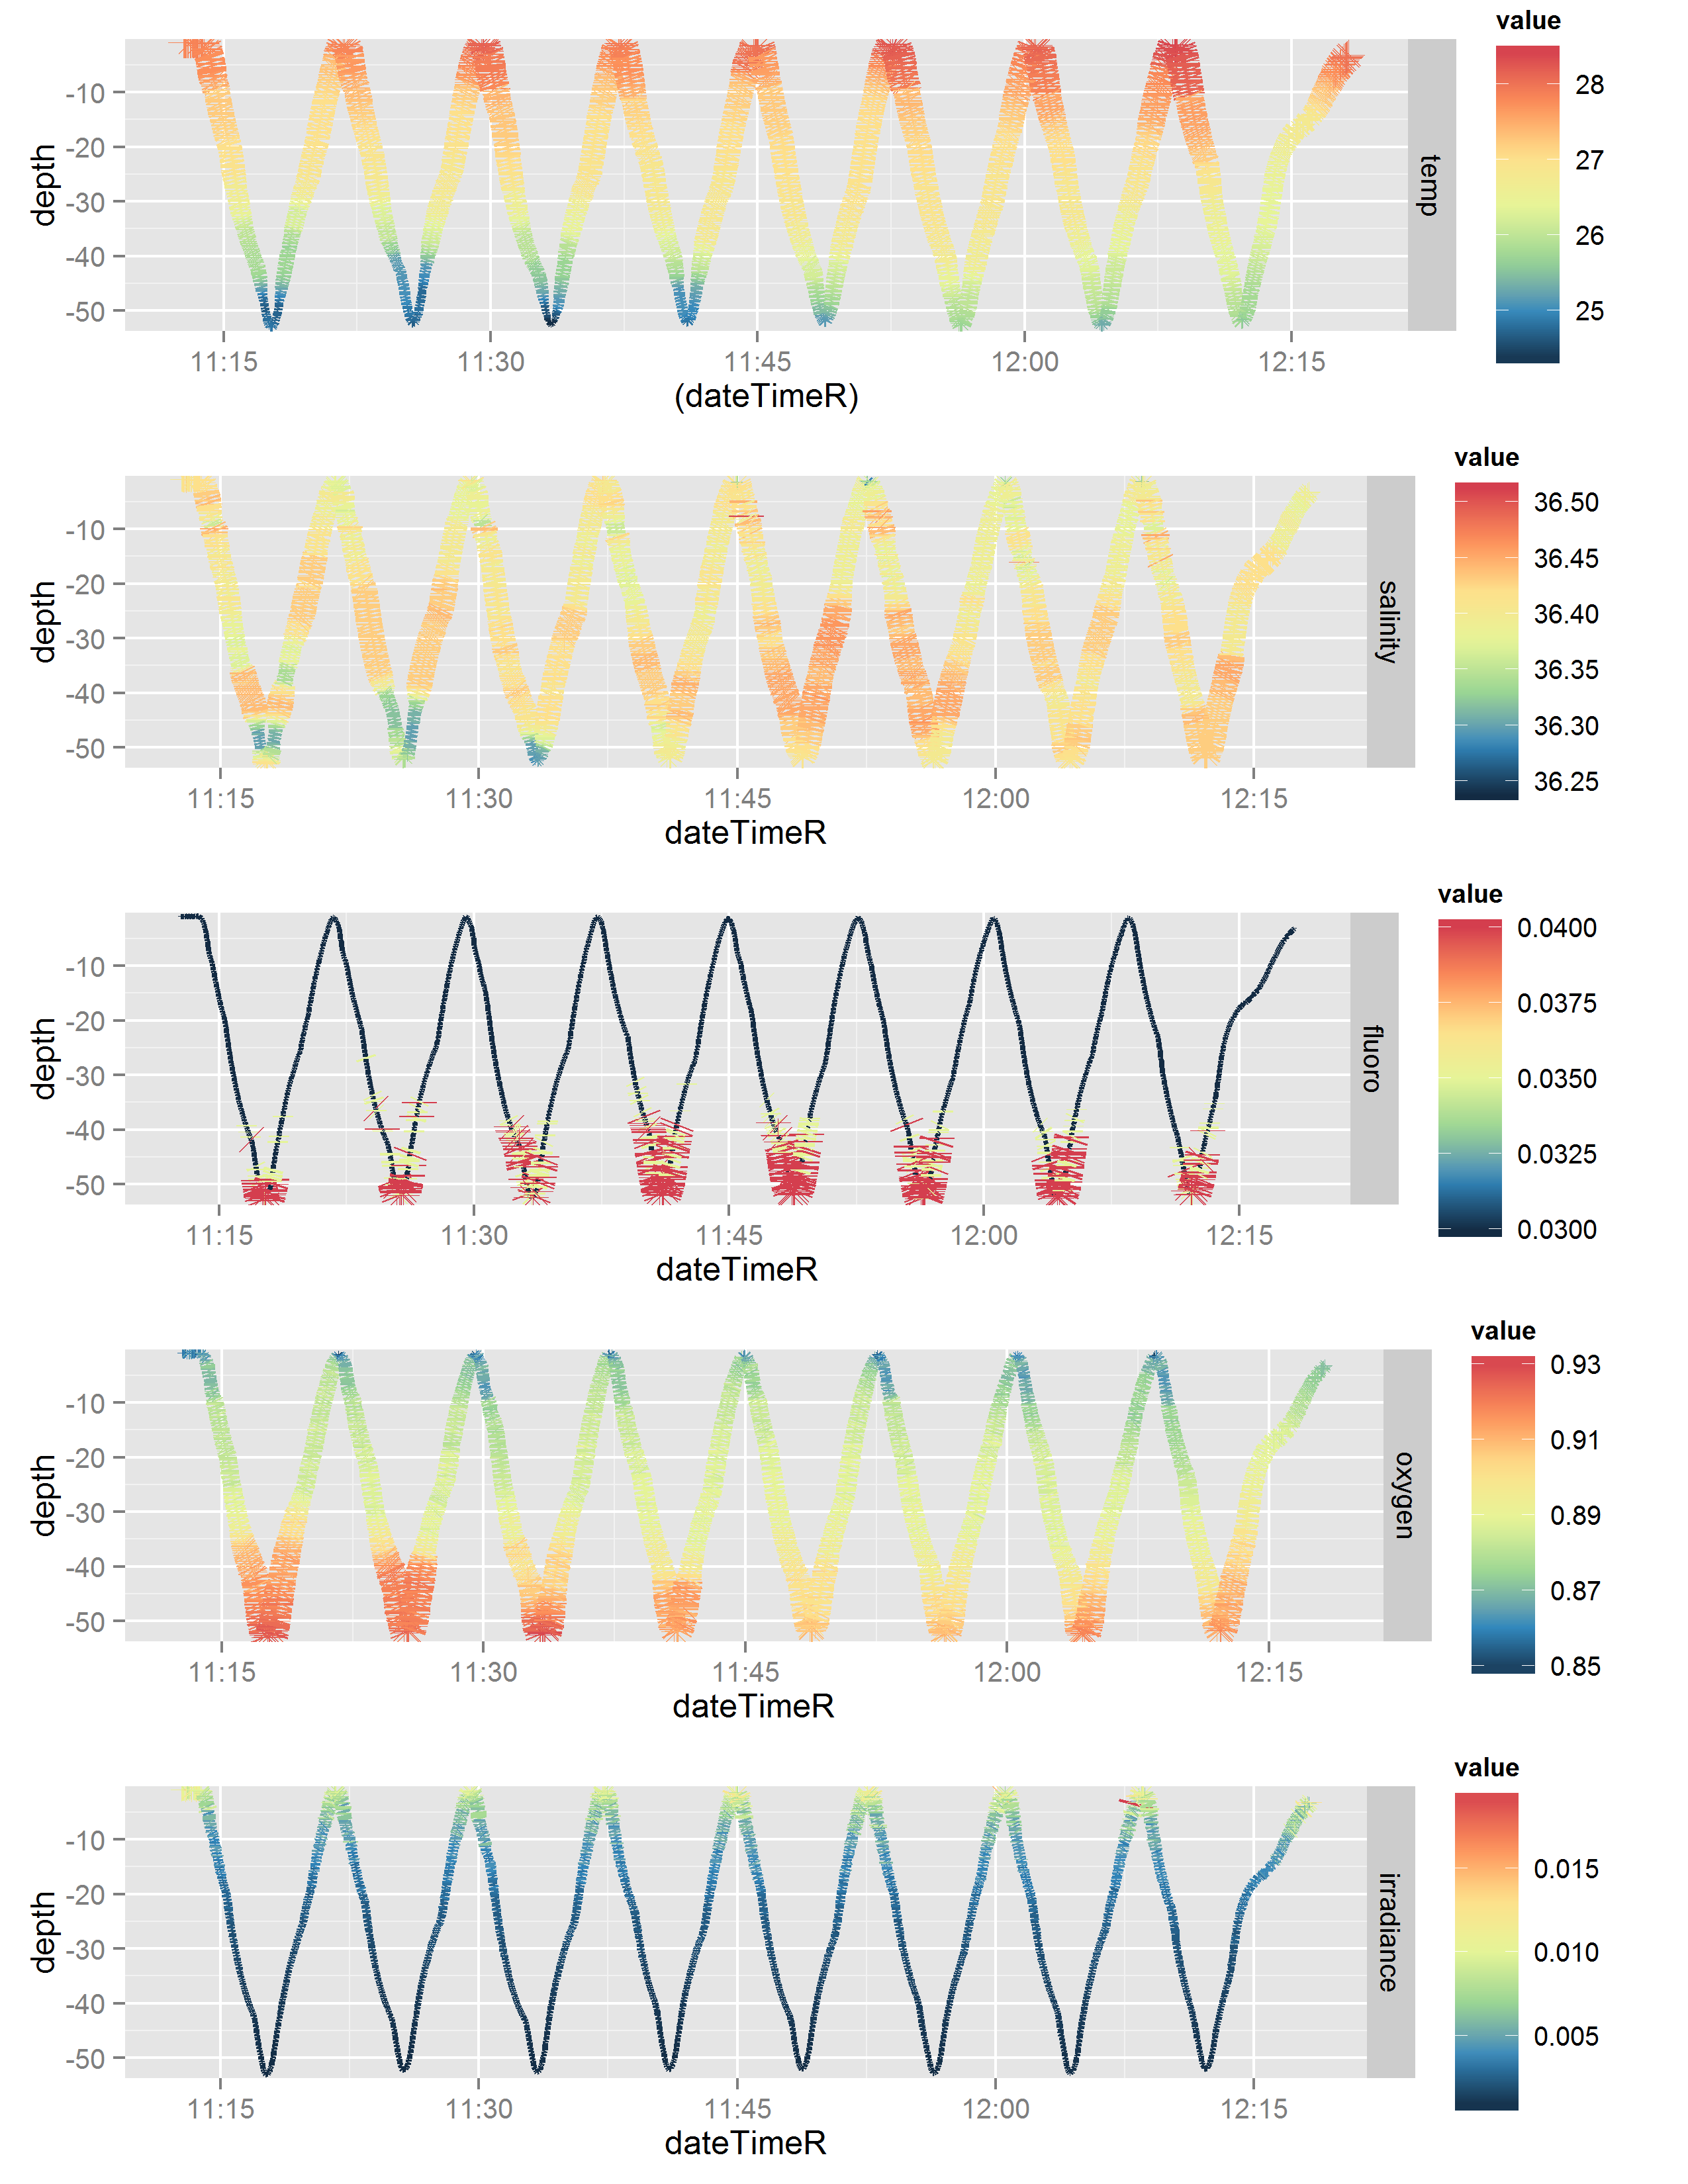 value
-10
-20
-30
-40
-50
depth
temp
28
27
26
25
11:15 11:30 11:45 12:00 12:15
(dateTimeR)
value
-10
-20
-30
-40
-50
depth
salinity
36.50
36.45
36.40
36.35
36.30
36.25
11:15 11:30 11:45 12:00 12:15
dateTimeR
value
-10
-20
-30
-40
-50
depth
fluoro
0.0400
0.0375
0.0350
0.0325
0.0300
11:15 11:30 11:45 12:00 12:15
dateTimeR
value
-10
-20
-30
-40
-50
depth
oxygen
0.93
0.91
0.89
0.87
0.85
11:15 11:30 11:45 12:00 12:15
dateTimeR
value
-10
-20
-30
-40
-50
depth
irradiance
0.015
0.010
0.005
11:15 11:30 11:45 12:00 12:15
dateTimeR